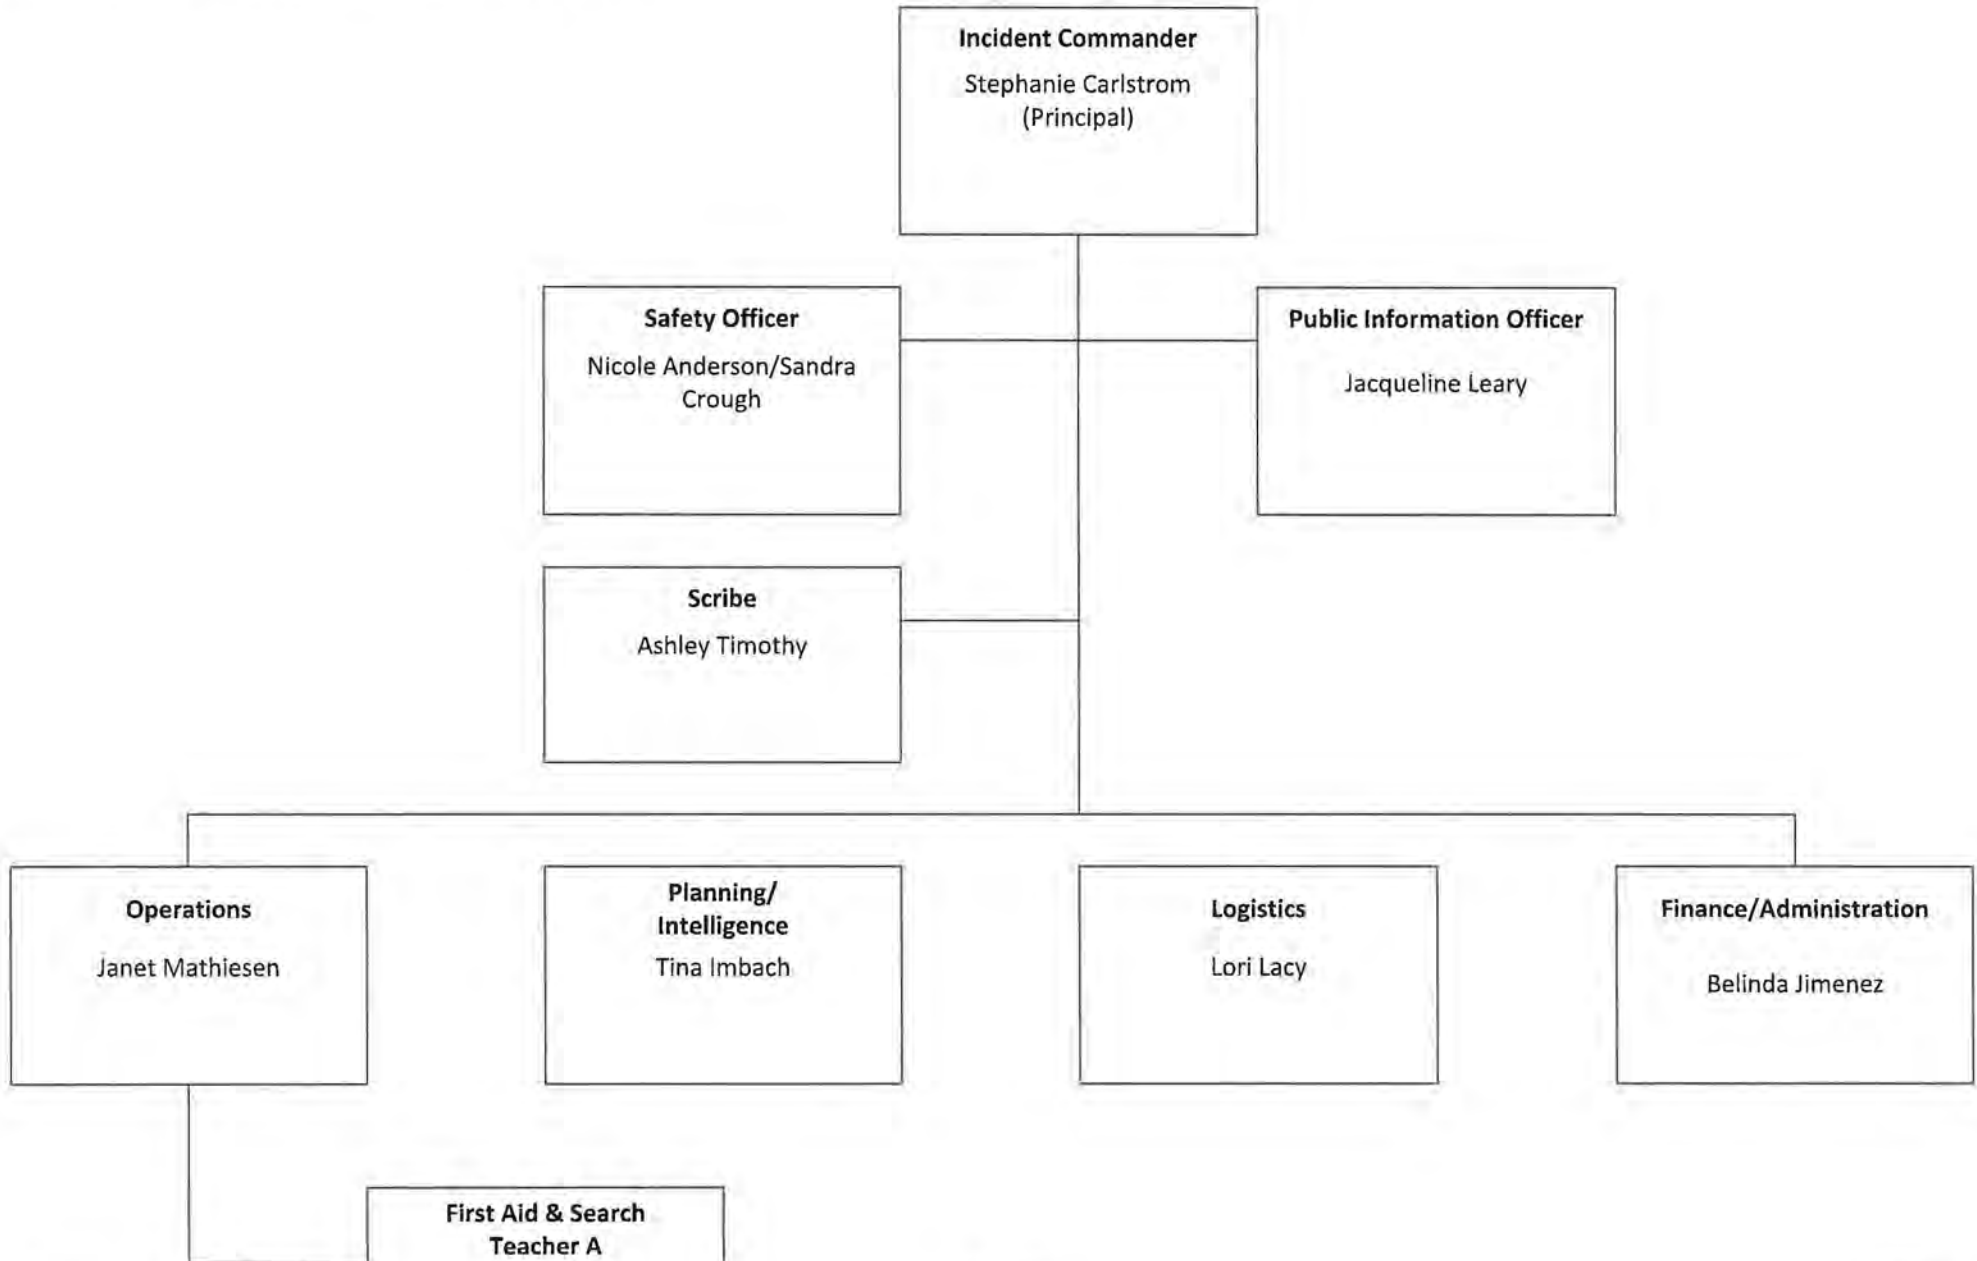 Incident Commander
Stephanie Carlstrom
(Principal)
Safety Officer
Nicole Anderson/Sandra
Crough
Public Information Officer
Jacqueline Leary
Scribe
Ashley Timothy
Operations
Janet Mathiesen
Planning/
Intelligence
Tina Imbach
Logistics
Lori Lacy
Finance/Administration
Belinda Jimenez
First Aid & Search
Teacher A